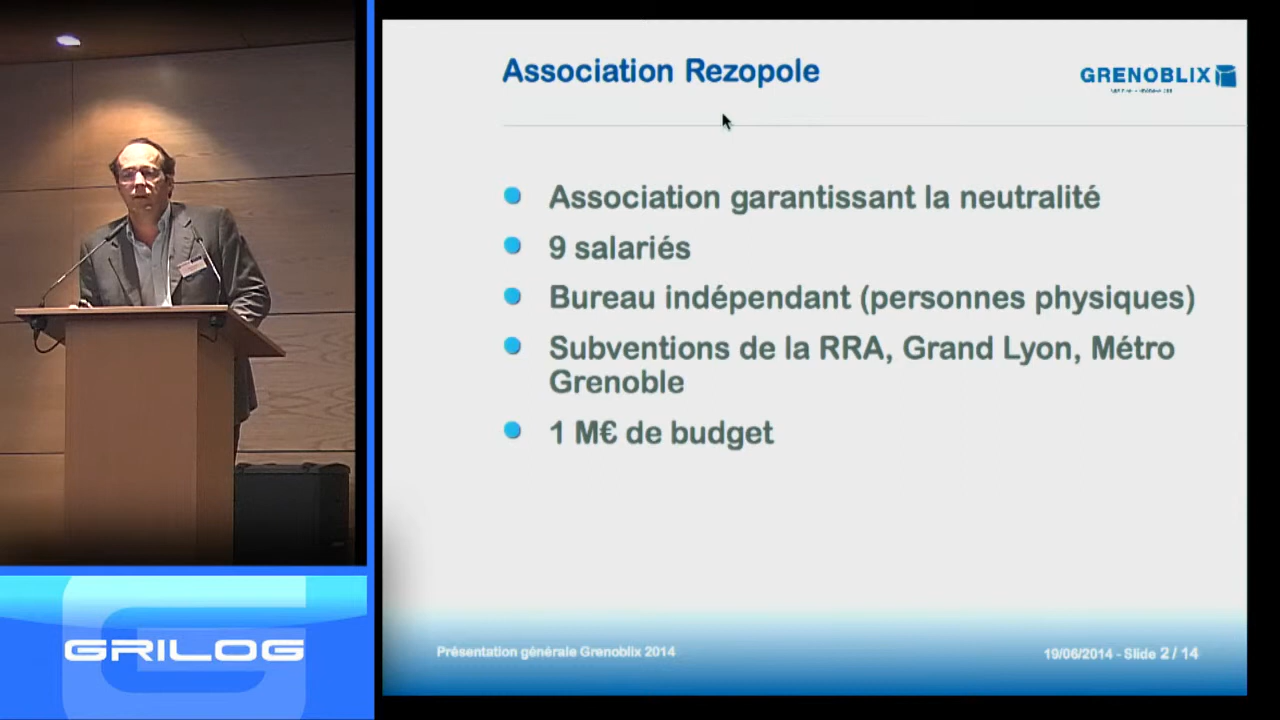 Association Rezopole
GRENOBLIX
Association garantissant la neutralité
9 salariés
Bureau indépendant (personnes physiques)
Subventions de la RRA, Grand Lyon, Métro
Grenoble
1 M€ de budget
Présentation générale Grenoblix 2014
19/06/2014 - Slide 2 / 14
GRILOG